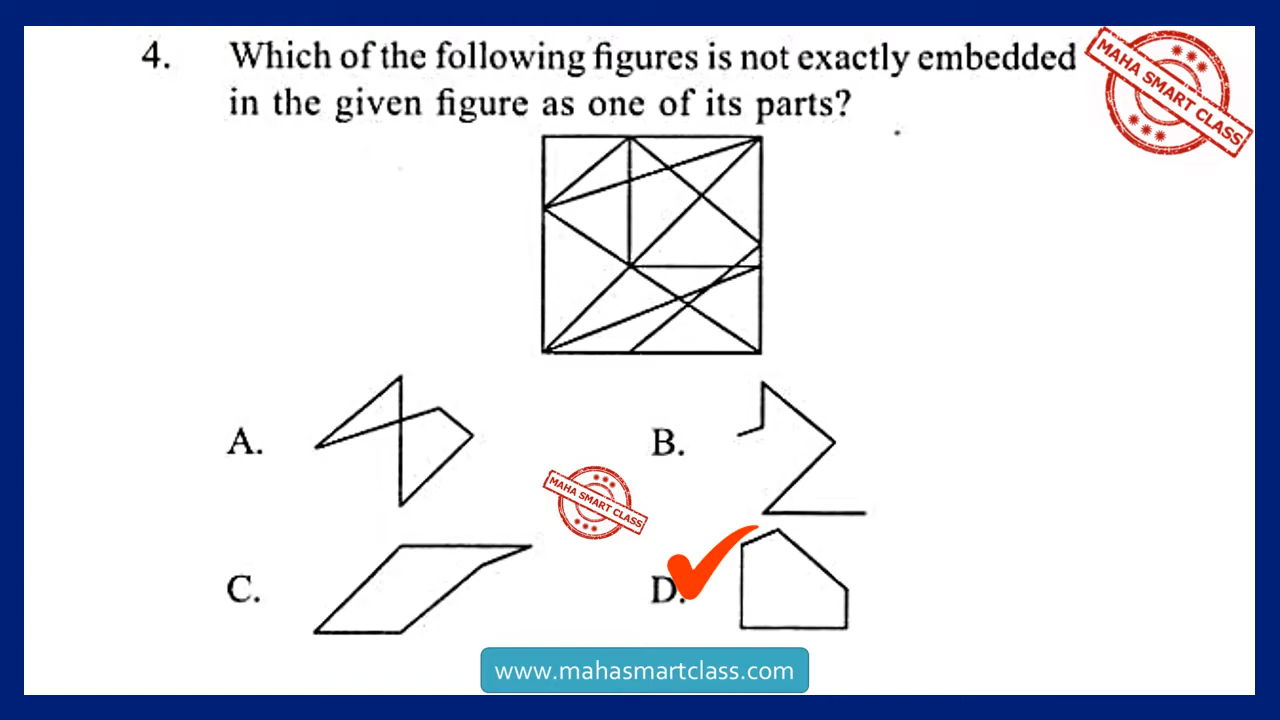 4. Which of the following figures is not exactly embedded
in the given figure as one of its parts?
MAHA SMART CLASS
A.
B.
MAHA SMART CLASS
C.
D.
www.mahasmartclass.com